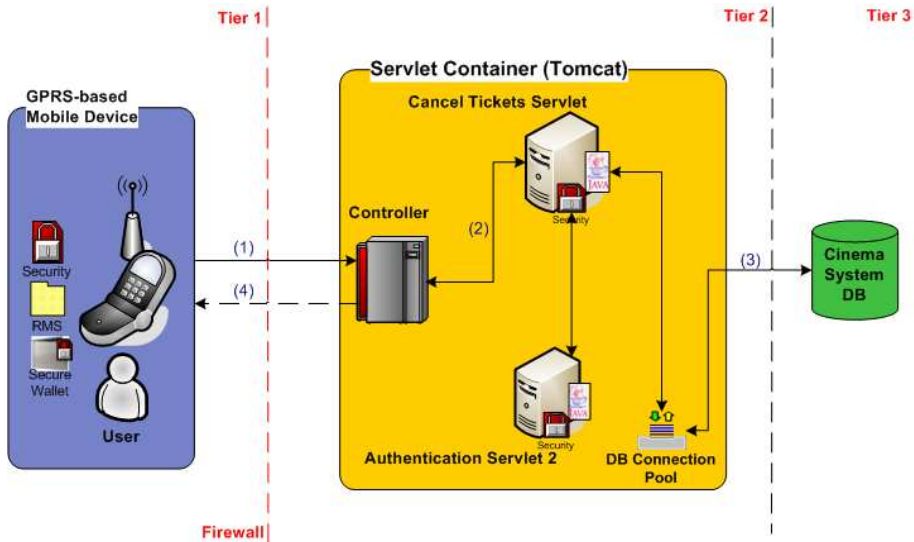 Tier 1
Tier 2
Tier 3
Servlet Container (Tomcat)
GPRS-based
Mobile Device
Cancel Tickets Servlet
JAVA
Security
Controller
(1)
(2)
(3)
(4)
Security
RMS
Secure
Wallet
User
Cinema
System
DB
JAVA
Security
Authentication Servlet 2
DB Connection
Pool
Firewall